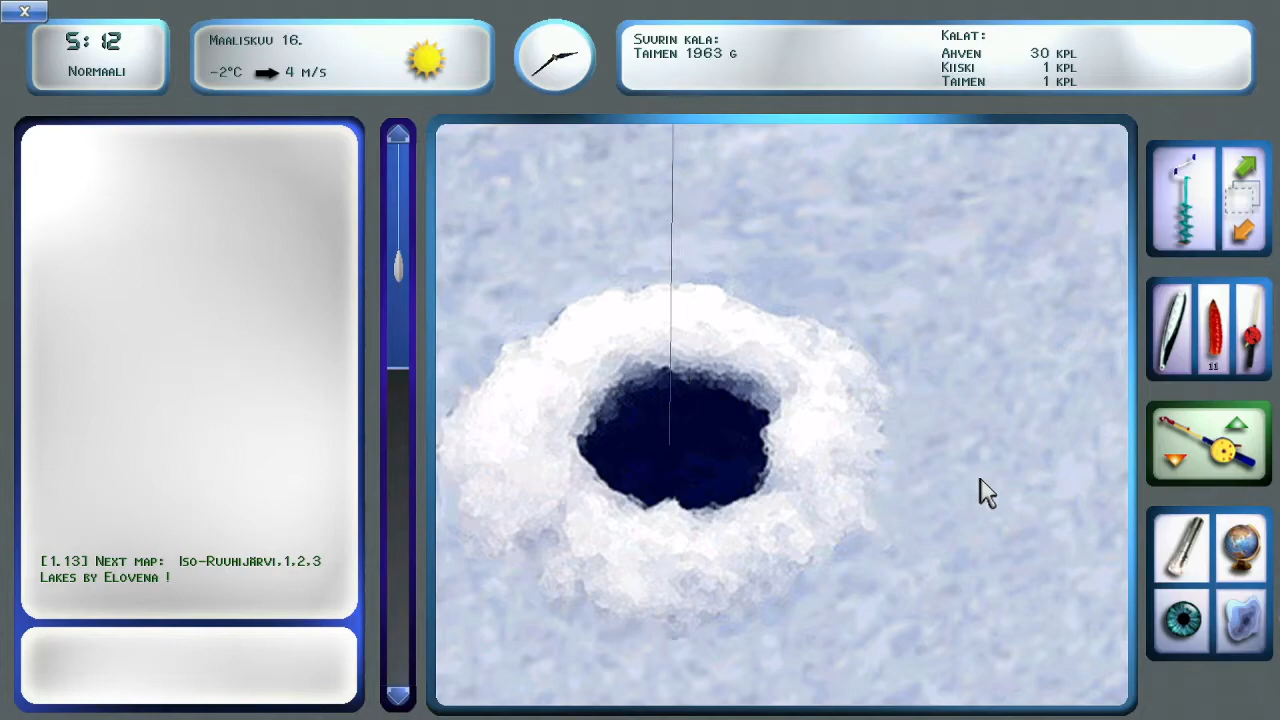 5:12
Normaali
Maaliskuu 16.
-2°C 4 m/s
Suurin kala:
Taimen 1963 g
Kalat:
Ahven 30 kpl
Kiiski 1 kpl
Taimen 1 kpl
11
[1.13] Next map: Iso-Ruuhijärvi,1,2,3
Lakes by Elovena !